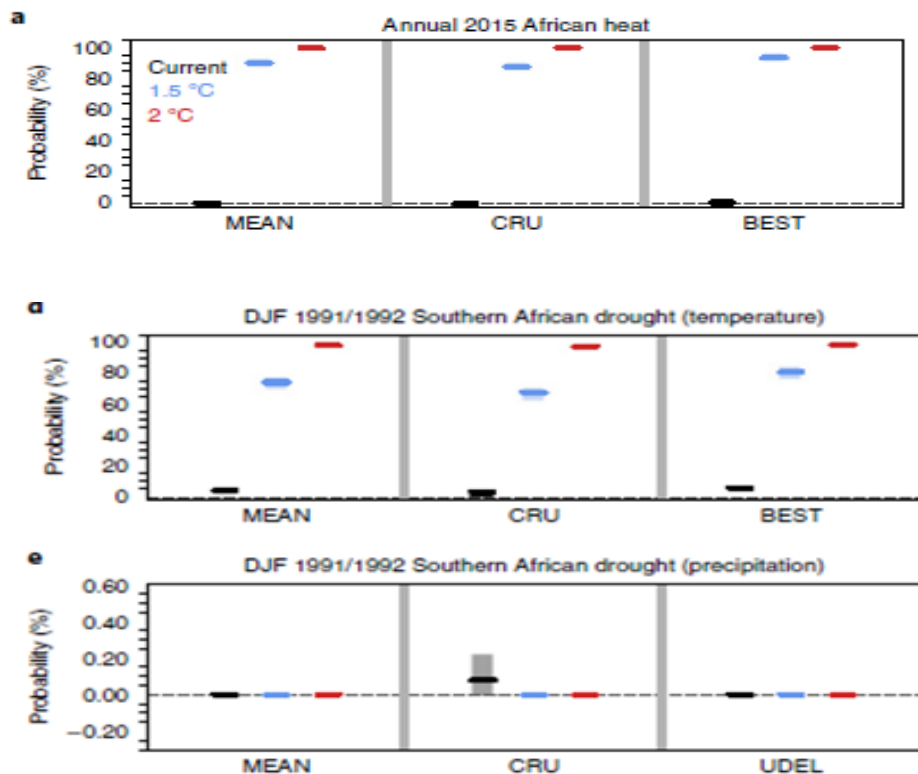 a
Annual 2015 African heat
Probability (%)
100
80
60
40
20
0
Current
1.5 °C
2 °C
MEAN CRU BEST
d
DJF 1991/1992 Southern African drought (temperature)
Probability (%)
100
80
60
40
20
0
MEAN CRU BEST
e
DJF 1991/1992 Southern African drought (precipitation)
Probability (%)
0.60
0.40
0.20
0.00
−0.20
MEAN CRU UDEL